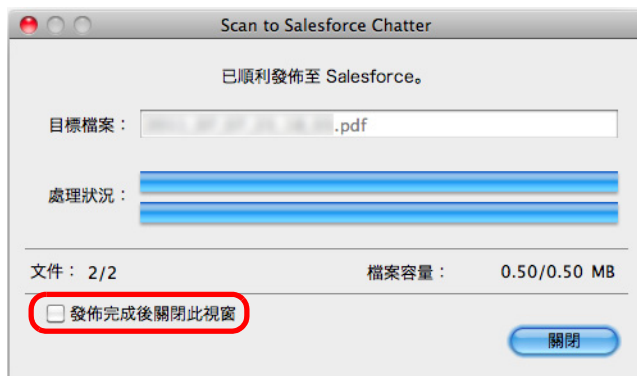 Scan to Salesforce Chatter
已順利發佈至 Salesforce。
目標檔案： .pdf
處理狀況：
文件： 2/2 檔案容量： 0.50/0.50 MB
發佈完成後關閉此視窗
關閉